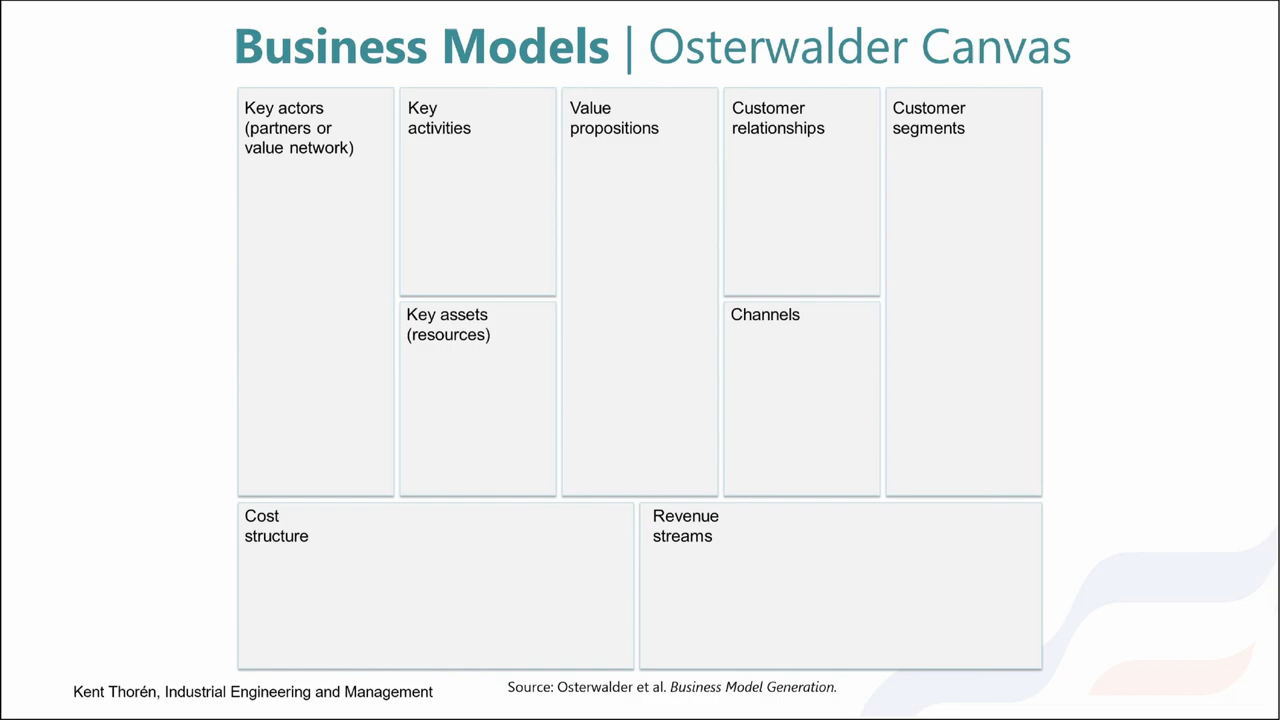 Business Models | Osterwalder Canvas
Key actors
(partners or
value network)
Key
activities
Value
propositions
Customer
relationships
Customer
segments
Key assets
(resources)
Channels
Cost
structure
Revenue
streams
Kent Thorén, Industrial Engineering and Management
Source: Osterwalder et al. Business Model Generation.